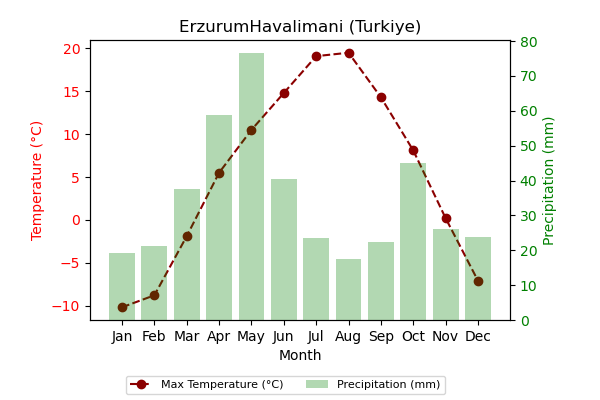 ErzurumHavalimani (Turkiye)
Temperature (°C)
20
15
10
5
0
−5
−10
80
70
60
50
40
30
20
10
0
Precipitation (mm)
Jan Feb Mar Apr May Jun Jul Aug Sep Oct Nov Dec
Month
Max Temperature (°C) Precipitation (mm)